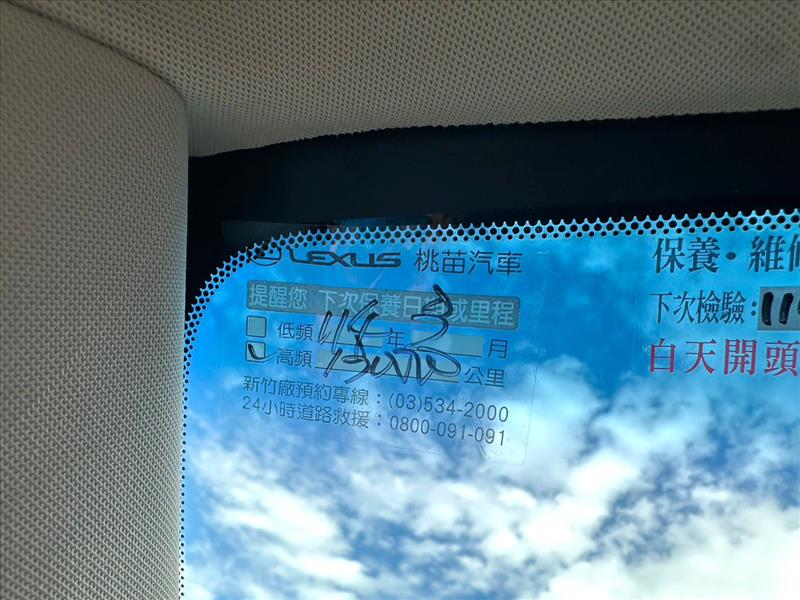 LEXUS 桃苗汽車
提醒您 下次保養日期或里程
低頻 年 月
高頻 公里
新竹廠預約專線：(03)534-2000
24小時道路救援：0800-091-091
保養·維修
下次檢驗：
白天開頭